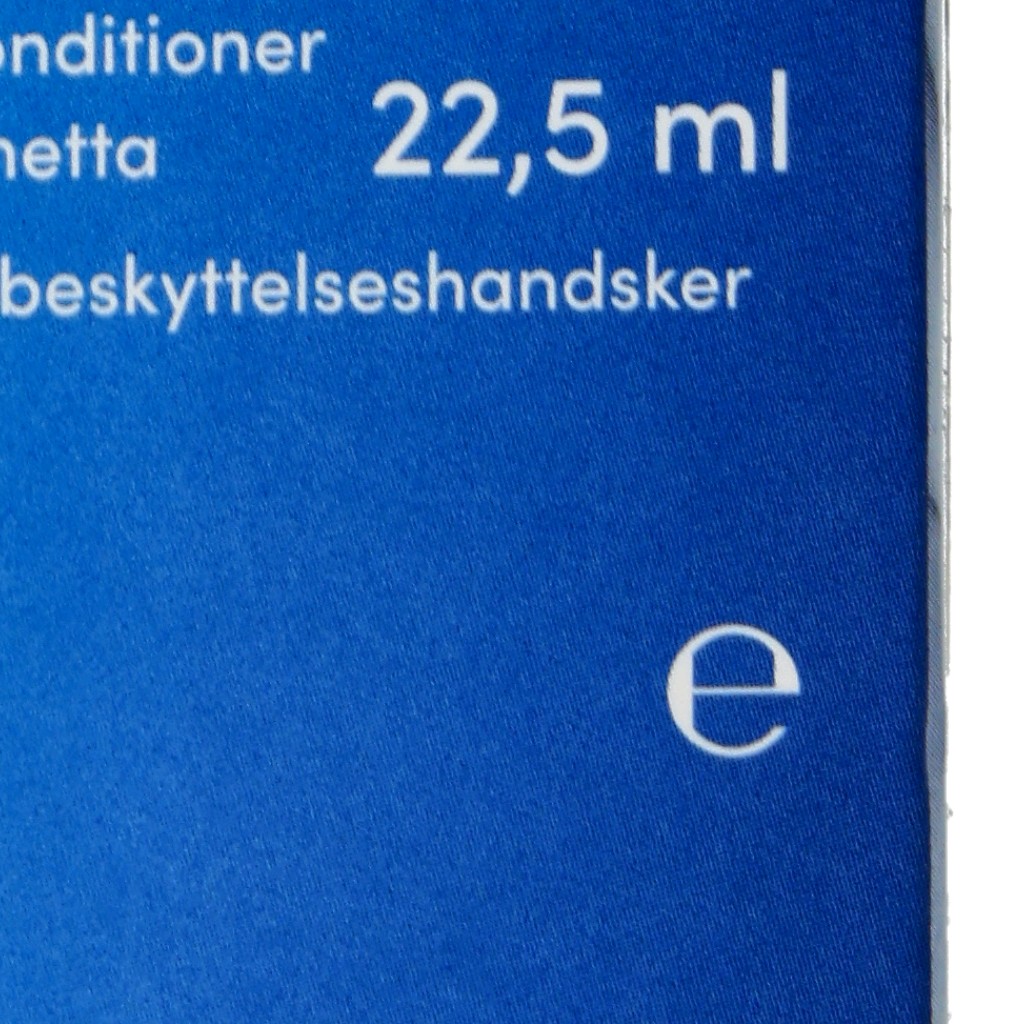 onditioner
netta 22,5 ml
beskyttelseshandsker
℮